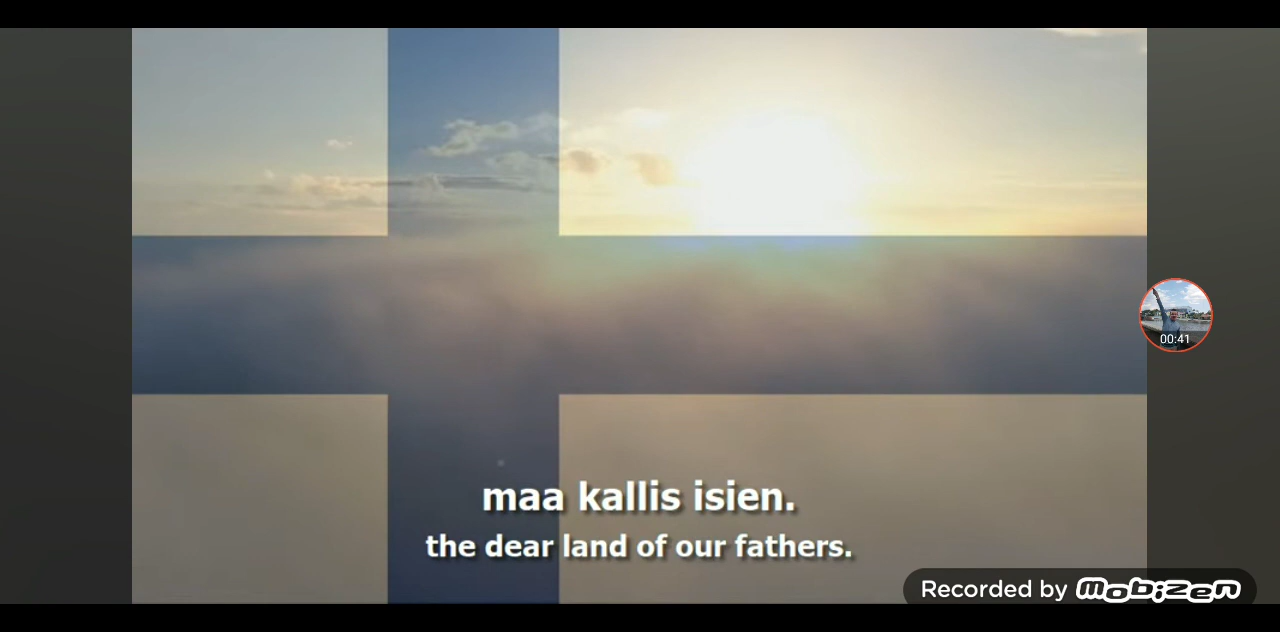 00:41
maa kallis isien.
the dear land of our fathers.
Recorded by Mobizen